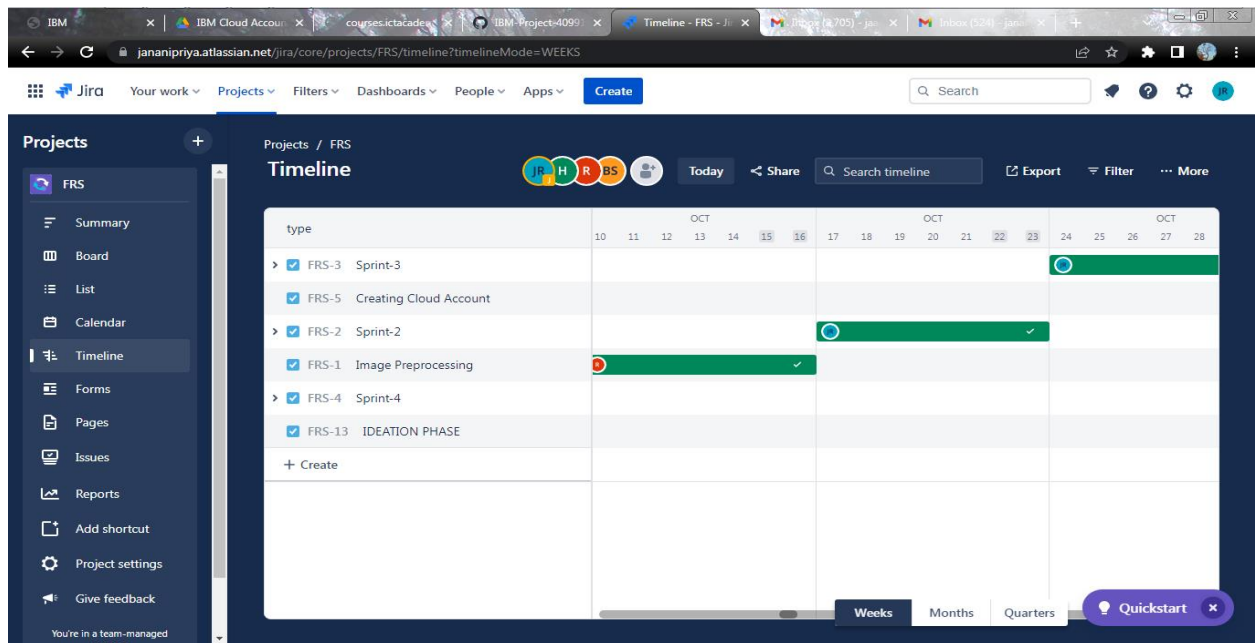 IBM
IBM Cloud Accoun
courses.ictacade
IBM-Project-4099
Timeline - FRS - Ji
Inbox (524) - jana
jananipriya.atlassian.net/jira/core/projects/FRS/timeline?timelineMode=WEEKS
Jira Your work Projects Filters Dashboards People Apps Create Search JR
Projects +
Projects / FRS
Timeline JR J H R BS Today Share Search timeline Export Filter ... More
FRS
Summary
Board
List
Calendar
Timeline
Forms
Pages
Issues
Reports
Add shortcut
Project settings
Give feedback
You're in a team-managed
type
OCT OCT OCT
10 11 12 13 14 15 16 17 18 19 20 21 22 23 24 25 26 27 28
FRS-3 Sprint-3
FRS-5 Creating Cloud Account
FRS-2 Sprint-2
FRS-1 Image Preprocessing R
FRS-4 Sprint-4
FRS-13 IDEATION PHASE
+ Create
Weeks Months Quarters
Quickstart